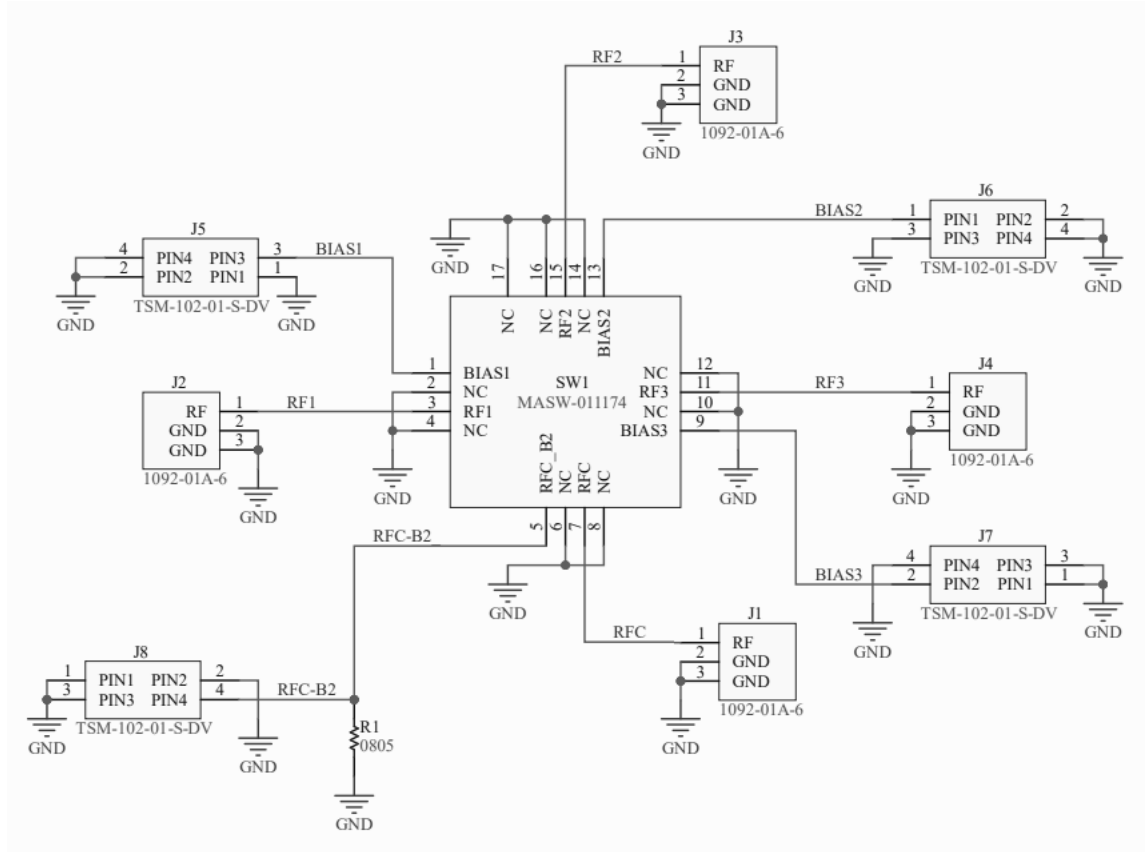 J3
RF2 1 RF
2 GND
3 GND
GND 1092-01A-6
J6
BIAS2 1 PIN1 PIN2 2
3 PIN3 PIN4 4
TSM-102-01-S-DV
GND GND
J5
4 PIN4 PIN3 3 BIAS1
2 PIN2 PIN1 1
TSM-102-01-S-DV
GND GND
GND
17 16 15 14 13
NC NC RF2 NC BIAS2
1 BIAS1
2 NC
3 RF1
4 NC
SW1
MASW-011174
NC 12
RF3 11
NC 10
BIAS3 9
RFC_B2 NC RFC NC
5 6 7 8
GND
GND
J2
RF 1 RF1
GND 2
GND 3
1092-01A-6
GND
J4
RF3 1 RF
2 GND
3 GND
1092-01A-6
GND
RFC-B2
GND
J7
4 PIN4 PIN3 3
BIAS3 2 PIN2 PIN1 1
TSM-102-01-S-DV
GND GND
J1
RFC 1 RF
2 GND
3 GND
1092-01A-6
GND
J8
1 PIN1 PIN2 2
3 PIN3 PIN4 4 RFC-B2
TSM-102-01-S-DV
GND GND
R1
0805
GND